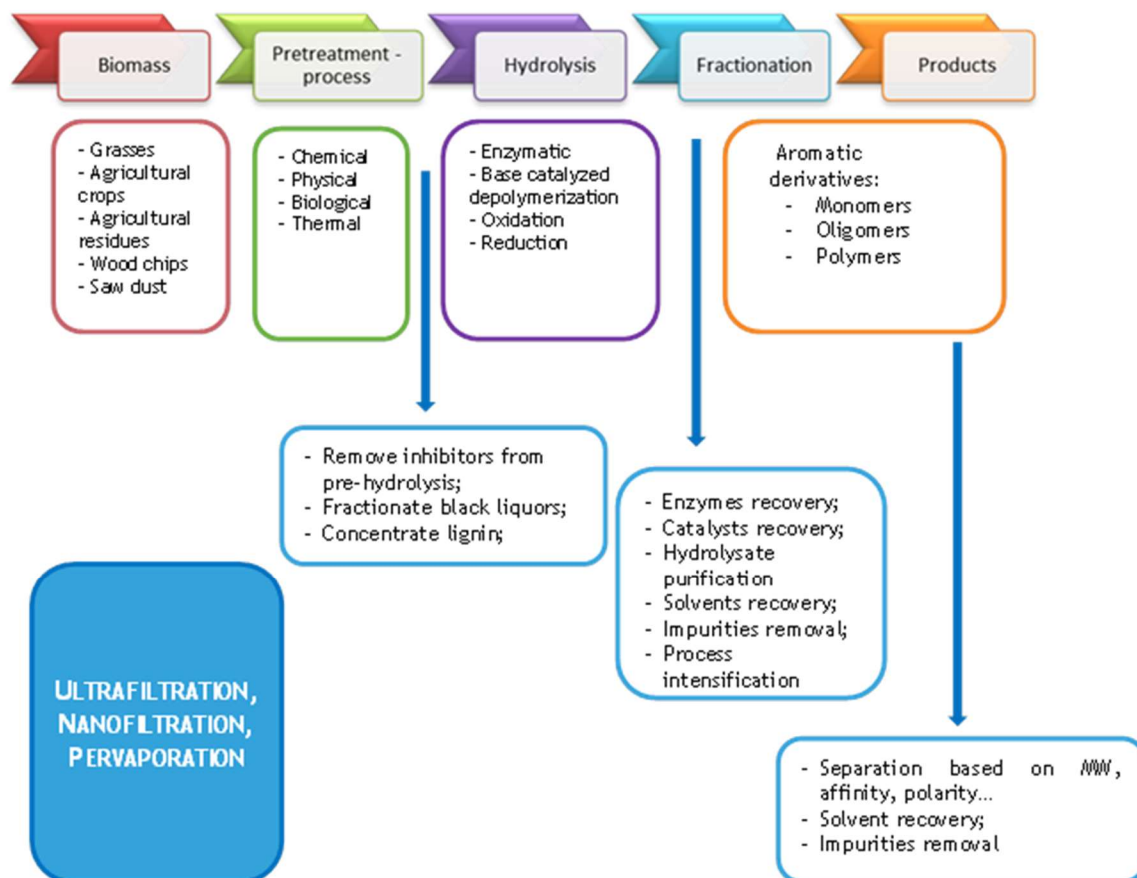 Biomass
Pretreatment -
process
Hydrolysis
Fractionation
Products
- Grasses
- Agricultural
crops
- Agricultural
residues
- Wood chips
- Saw dust
- Chemical
- Physical
- Biological
- Thermal
- Enzymatic
- Base catalyzed
depolymerization
- Oxidation
- Reduction
Aromatic
derivatives:
- Monomers
- Oligomers
- Polymers
- Remove inhibitors from
pre-hydrolysis;
- Fractionate black liquors;
- Concentrate lignin;
- Enzymes recovery;
- Catalysts recovery;
- Hydrolysate
purification
- Solvents recovery;
- Impurities removal;
- Process
intensification
ULTRAFILTRATION,
NANOFILTRATION,
PERVAPORATION
- Separation based on MW,
affinity, polarity...
- Solvent recovery;
- Impurities removal